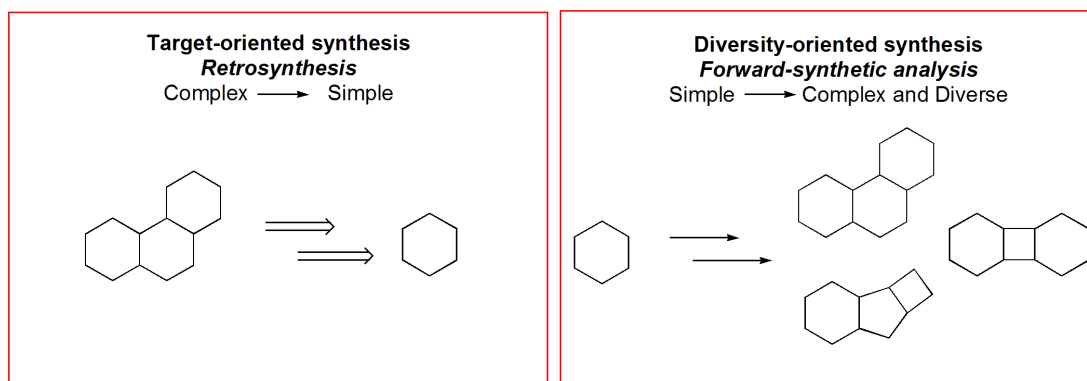 Target-oriented synthesis
Retrosynthesis
Complex Simple
Diversity-oriented synthesis
Forward-synthetic analysis
Simple Complex and Diverse